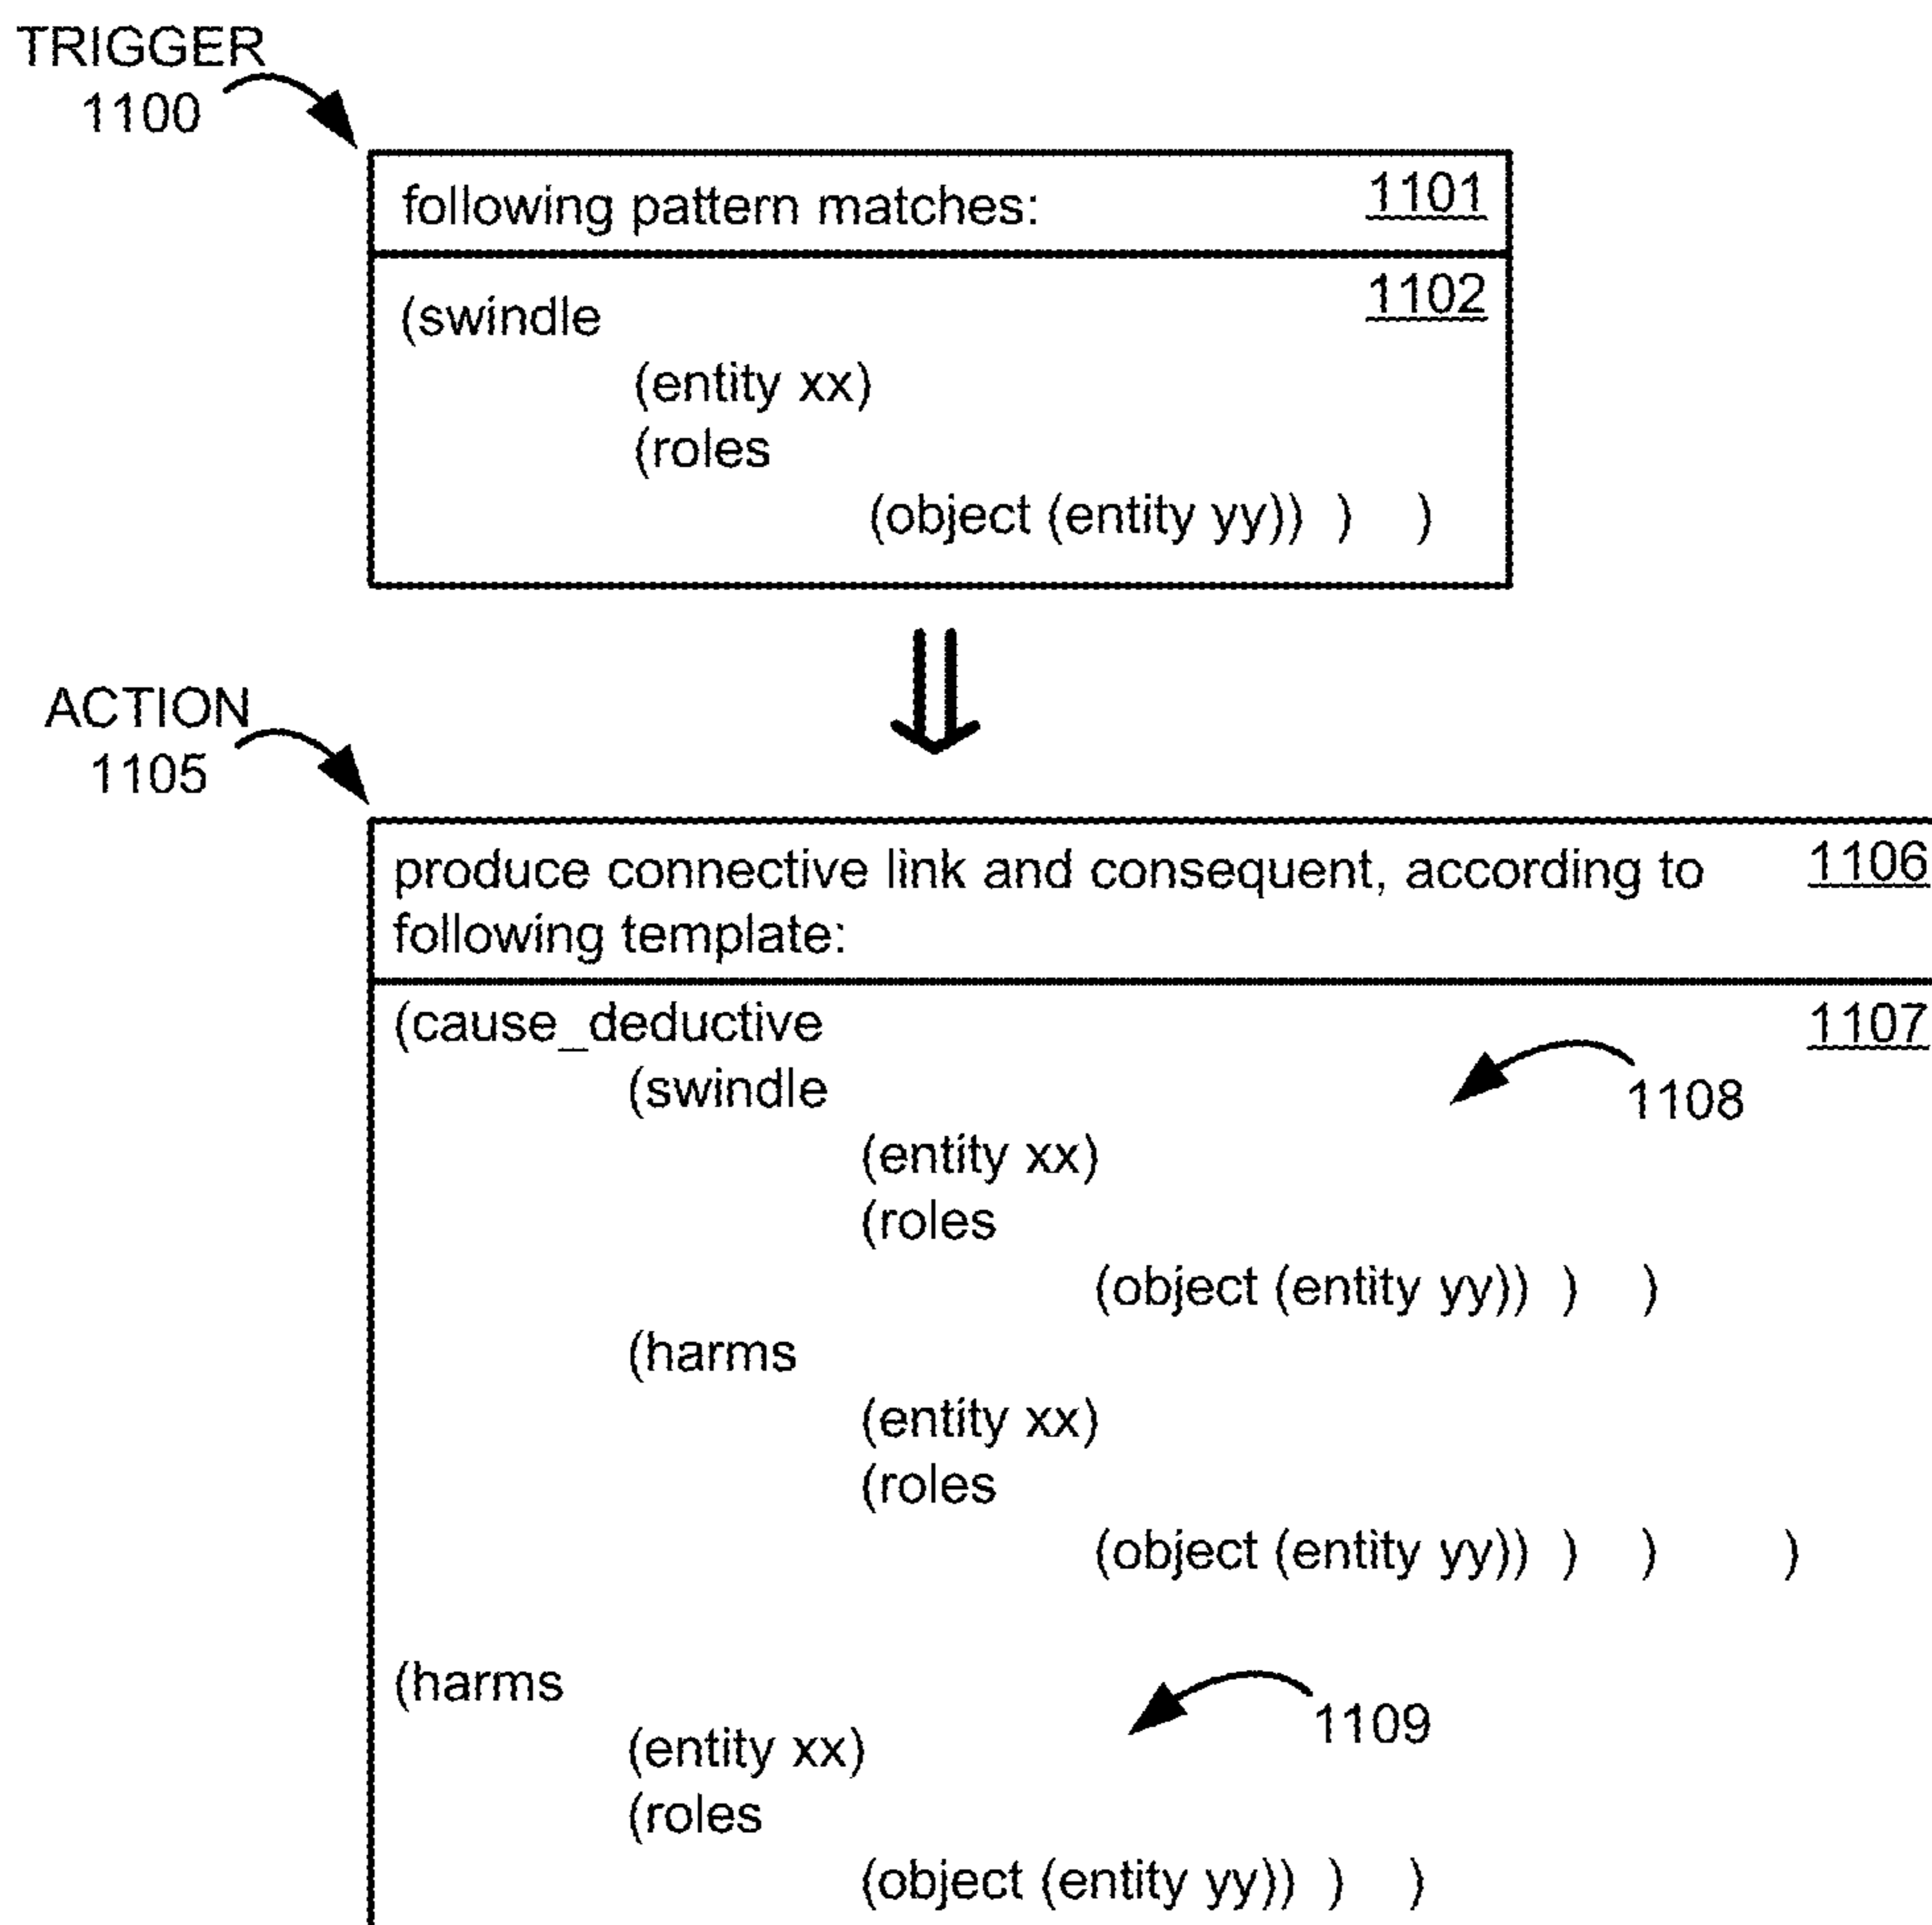 TRIGGER
1100
following pattern matches: 1101
(swindle 1102
(entity xx)
(roles
(object (entity yy)) ) )
ACTION
1105
produce connective link and consequent, according to 1106
following template:
(cause_deductive 1107
(swindle 1108
(entity xx)
(roles
(object (entity yy)) ) )
(harms
(entity xx)
(roles
(object (entity yy)) ) ) )
(harms
1109
(entity xx)
(roles
(object (entity yy)) ) )